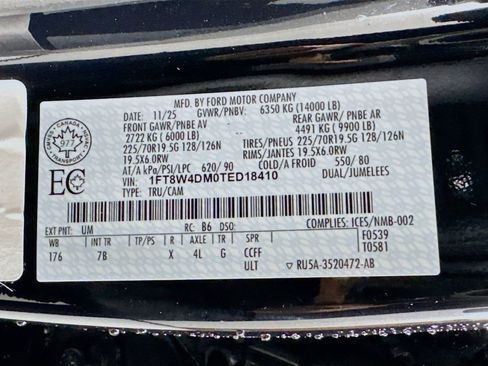 MFD. BY FORD MOTOR COMPANY
DATE: 11/25 GVWR/PNBV: 6350 KG (14000 LB)
FRONT GAWR/PNBE AV REAR GAWR/PNBE AR
2722 KG (6000 LB) 4491 KG (9900 LB)
225/70R19.5G 128/126N TIRES/PNEUS 225/70R19.5G 128/126N
19.5X6.0RW RIMS/JANTES 19.5X6.0RW
AT/A kPa/PSI/LPC 620/90 COLD/A FROID 550/80
VIN: 1FT8W4DM0TED18410 DUAL/JUMELEES
TYPE: TRU/CAM
CANADA
977
TRANSPORT
EC
EXT PNT: UM RC: B6 DSO: COMPLIES: ICES/NMB-002
WB INT TR TP/PS R AXLE TR SPR F0539
176 7B X 4L G CCFF T0581
ULT RU5A-3520472-AB